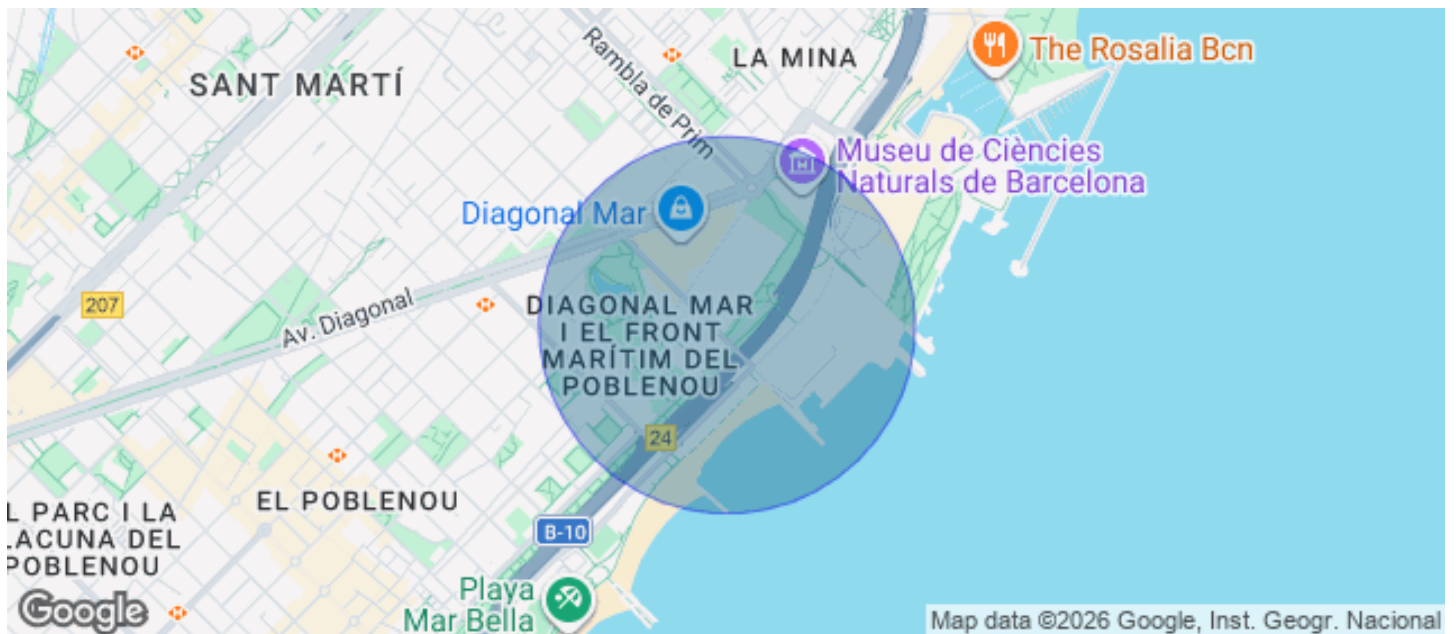 LA MINA
The Rosalia Bcn
SANT MARTÍ
Rambla de Prim
Museu de Ciències
Naturals de Barcelona
Diagonal Mar
207
Av. Diagonal
DIAGONAL MAR
I EL FRONT
MARÍTIM DEL
POBLENOU
24
EL POBLENOU
L PARC I LA
LACUNA DEL
POBLENOU
B-10
Playa
Mar Bella
Google
Map data ©2026 Google, Inst. Geogr. Nacional